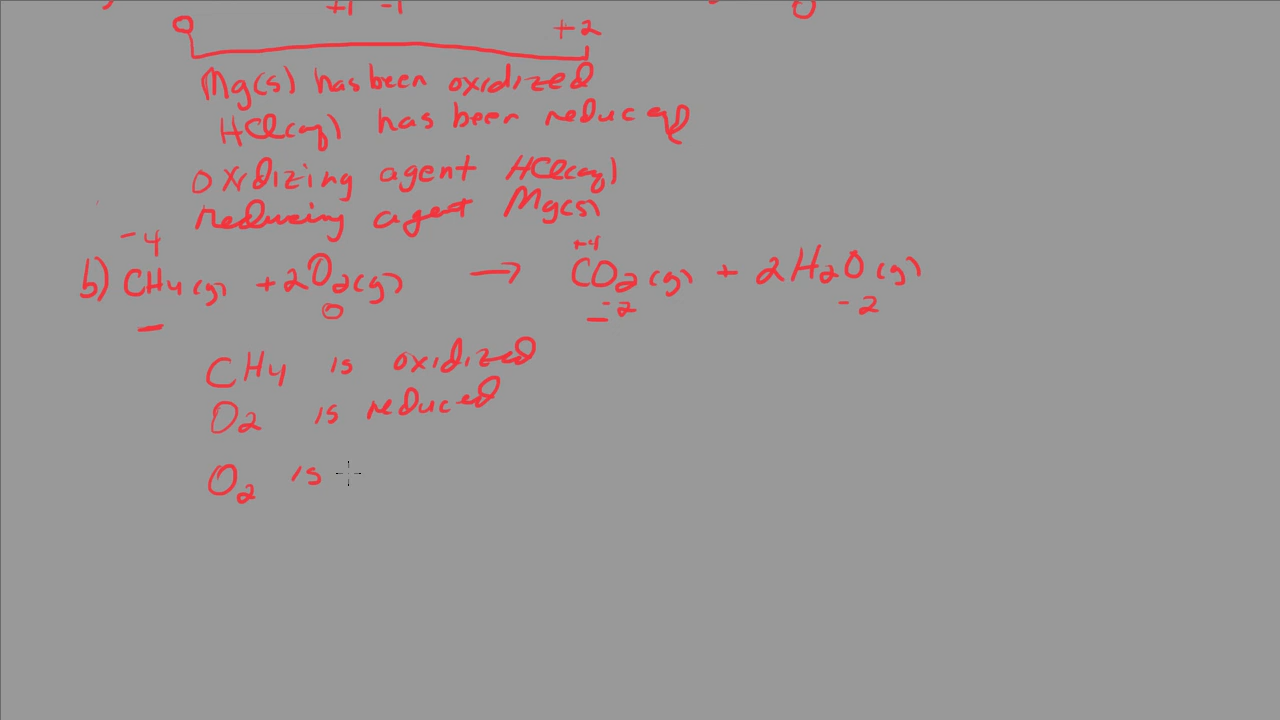 +1 -1
0 +2
Mg(s) has been oxidized
HCl(aq) has been reduced
oxidizing agent HCl(aq)
reducing agent Mg(s)
-4 +4
b) CH4(g) + 2O2(g) → CO2(g) + 2H2O(g)
0 -2 -2
CH4 is oxidized
O2 is reduced
O2 is